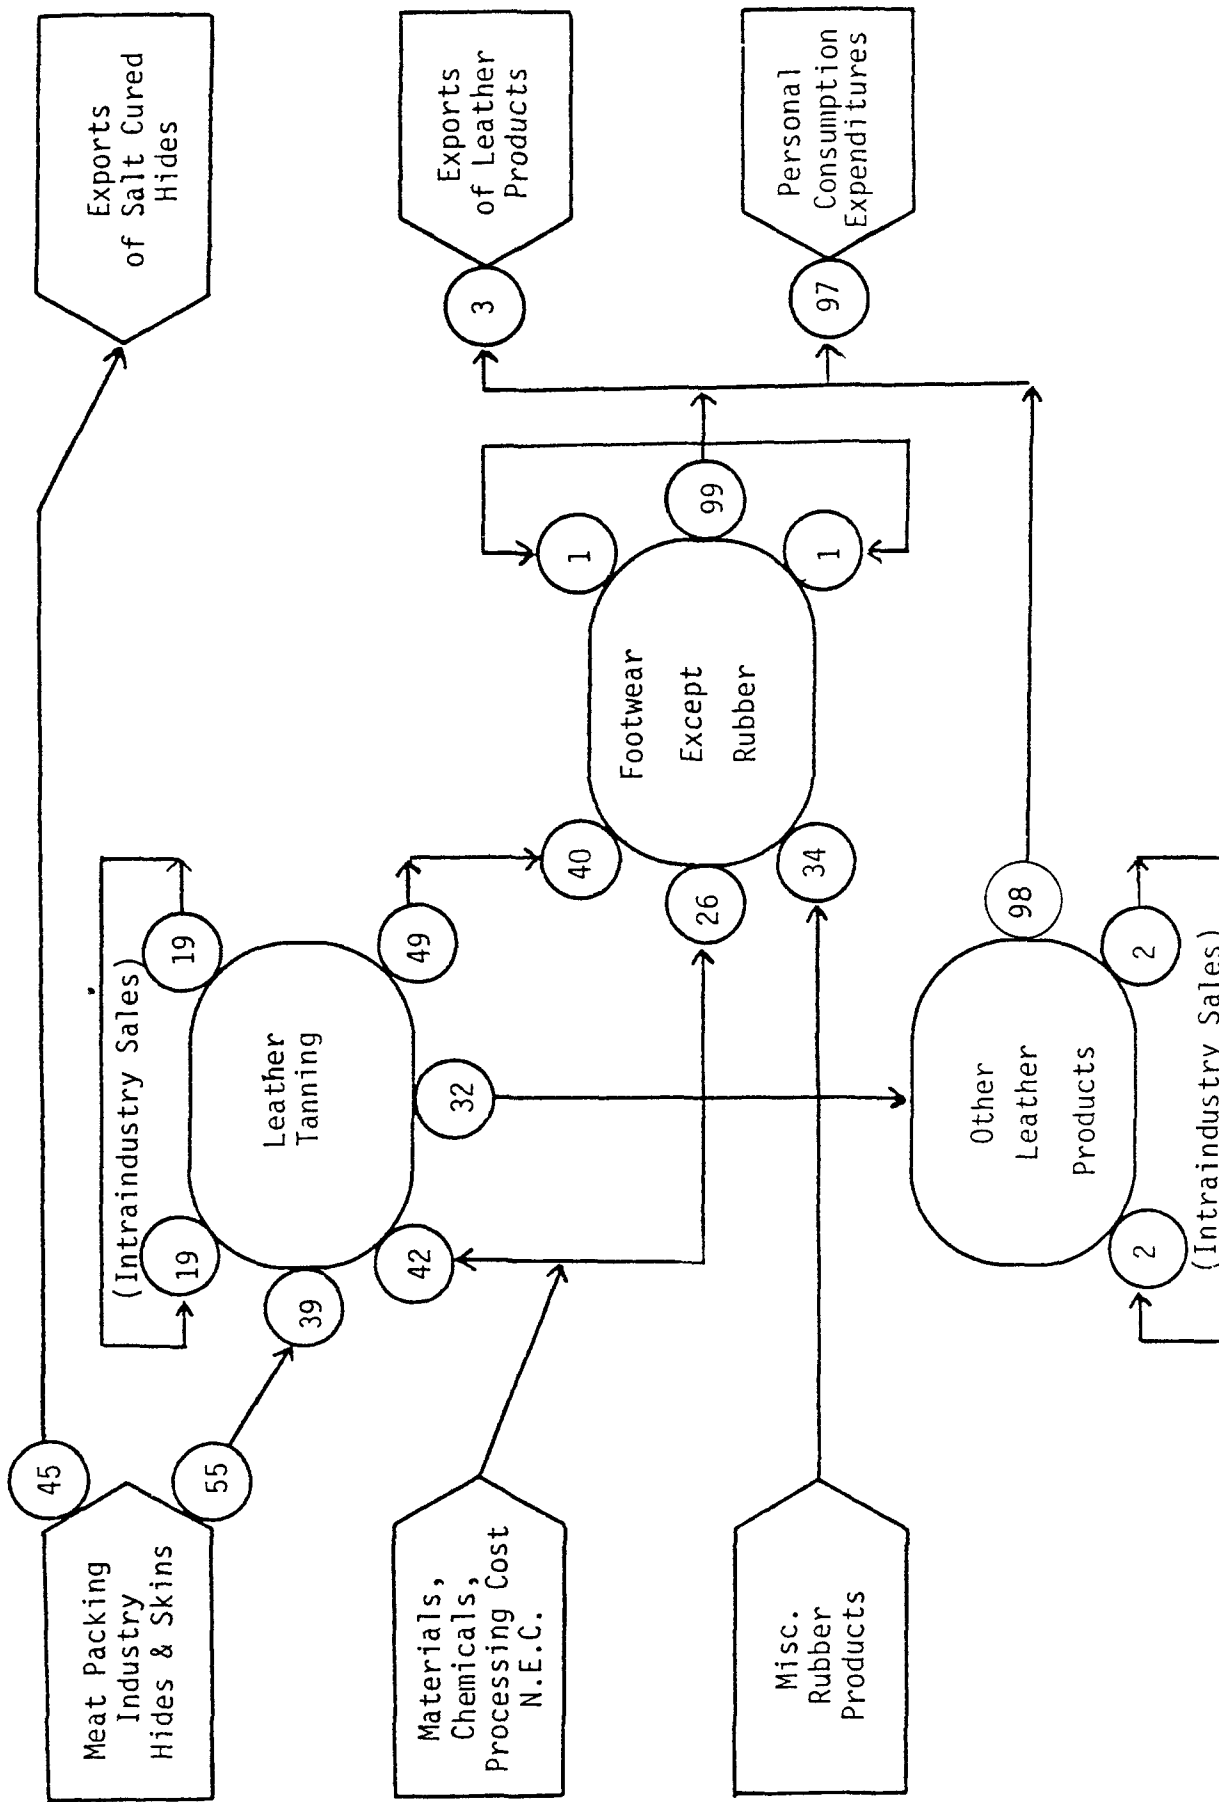 Meat Packing
Industry
Hides & Skins
45
55
Exports
of Salt Cured
Hides
19
(Intraindustry Sales)
19
39
Leather
Tanning
42
32
49
Materials,
Chemicals,
Processing Cost
N.E.C.
Misc.
Rubber
Products
40
26
34
Footwear
Except
Rubber
1
99
1
3
Exports
of Leather
Products
97
Personal
Consumption
Expenditures
Other
Leather
Products
98
2
2
(Intraindustry Sales)